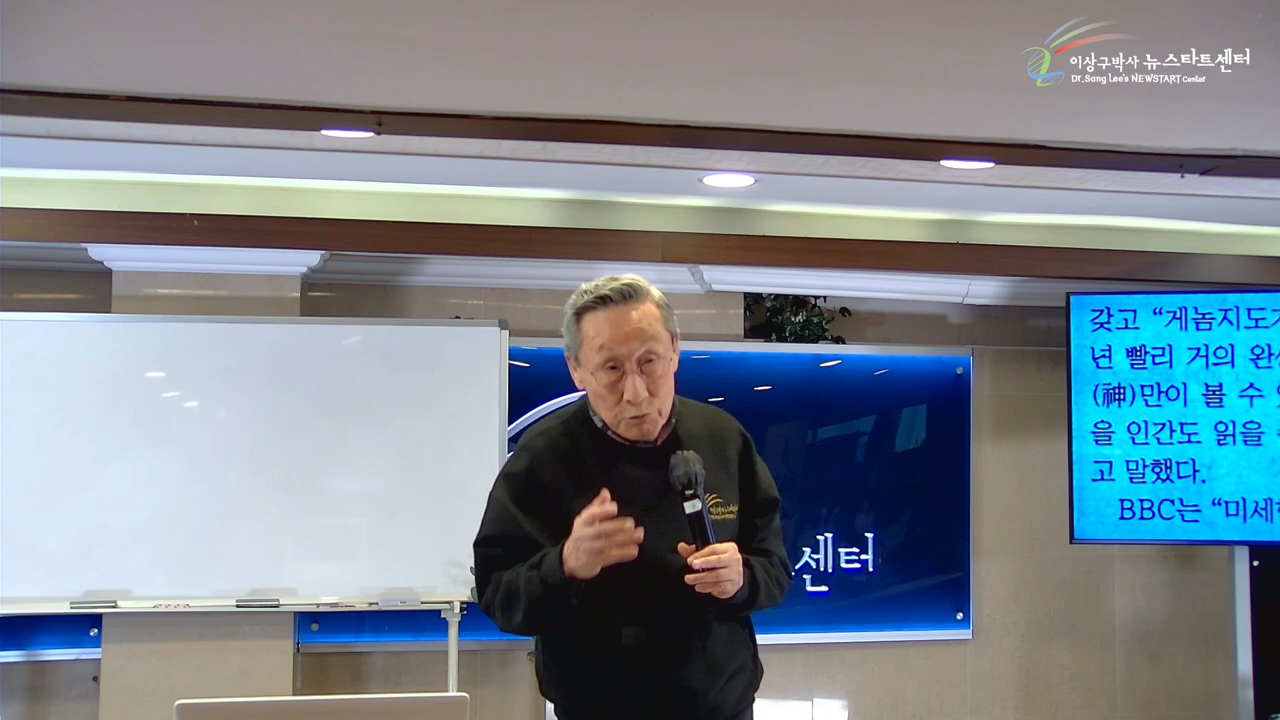 이상구박사 뉴스타트센터
Dr. Sang Lee's NEWSTART Center
갖고 “게놈지도가
년 빨리 거의 완
(神)만이 볼 수
을 인간도 읽을
고 말했다.
BBC는 “미세
센터